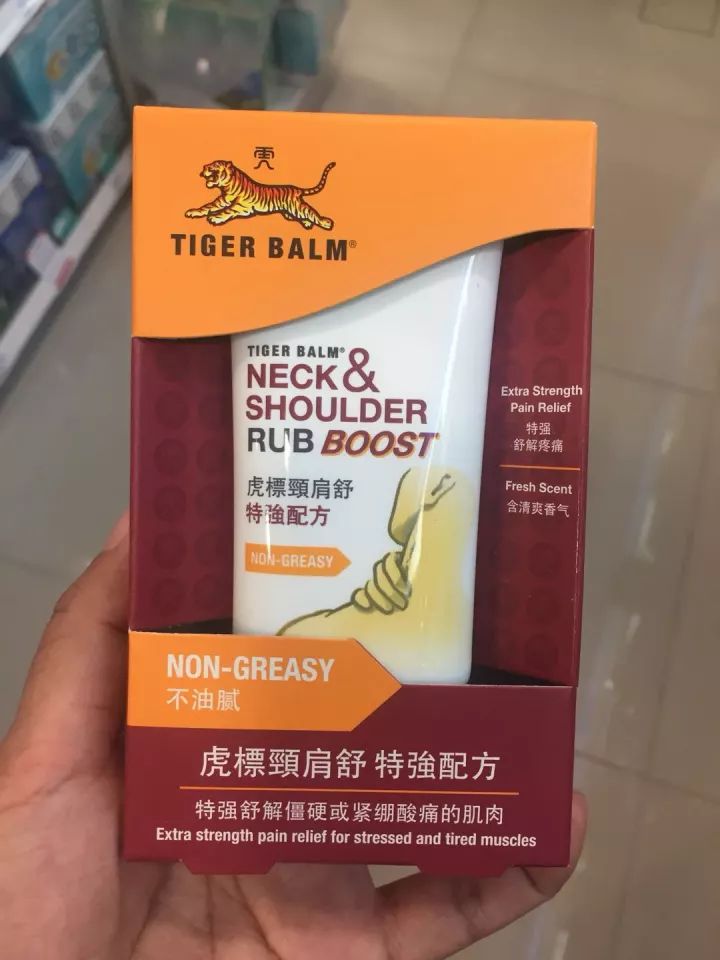 TIGER BALM®
TIGER BALM®
NECK &
SHOULDER
RUB BOOST
虎標頸肩舒
特強配方
NON-GREASY
Extra Strength
Pain Relief
特强
舒解疼痛
Fresh Scent
含清爽香气
NON-GREASY
不油腻
虎標頸肩舒 特強配方
特强舒解僵硬或紧绷酸痛的肌肉
Extra strength pain relief for stressed and tired muscles